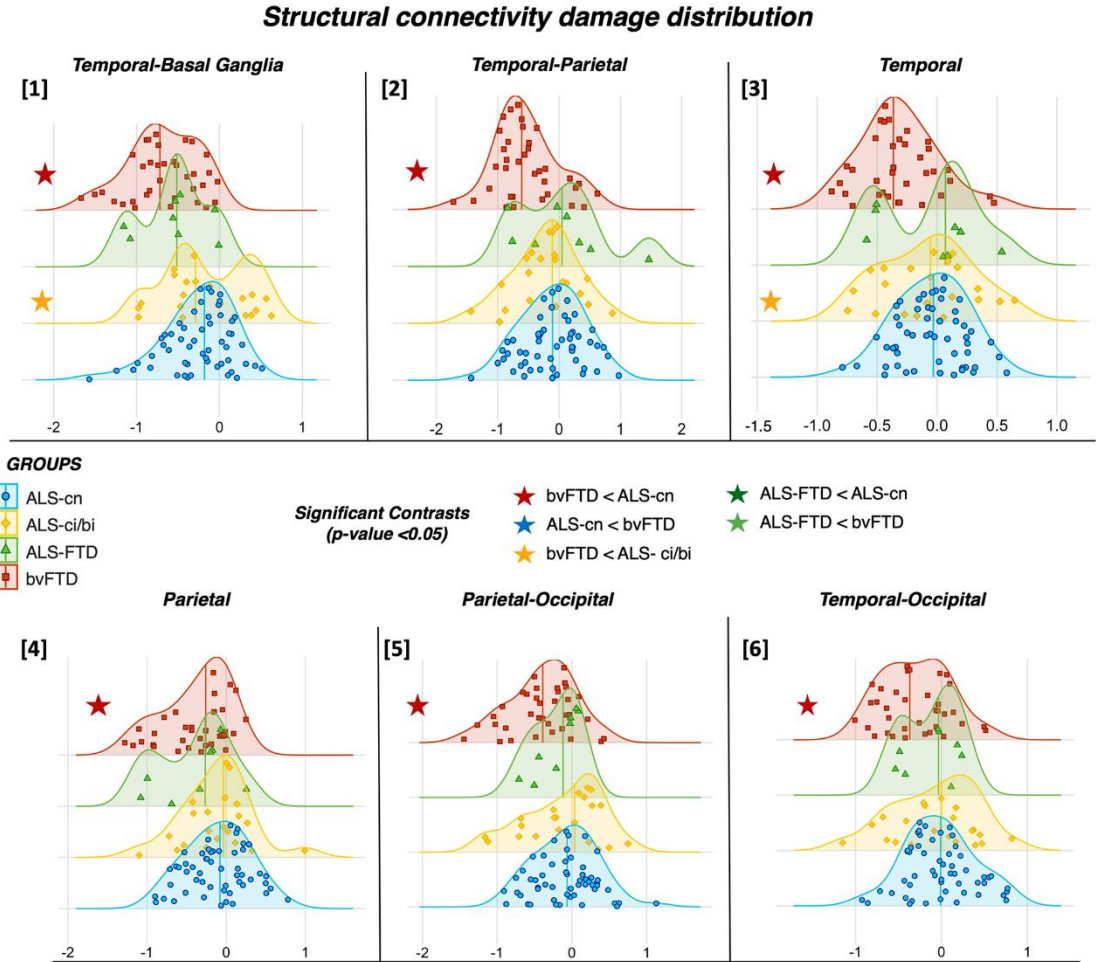 Structural connectivity damage distribution
Temporal-Basal Ganglia
Temporal-Parietal
Temporal
[1]
[2]
[3]
-2 -1 0 1
-2 -1 0 1 2
-1.5 -1.0 -0.5 0.0 0.5 1.0
GROUPS
ALS-cn
ALS-ci/bi
ALS-FTD
bvFTD
Significant Contrasts
(p-value <0.05)
bvFTD < ALS-cn
ALS-cn < bvFTD
bvFTD < ALS- ci/bi
ALS-FTD < ALS-cn
ALS-FTD < bvFTD
Parietal
Parietal-Occipital
Temporal-Occipital
[4]
[5]
[6]
-2 -1 0 1
-2 -1 0 1
-1 0 1